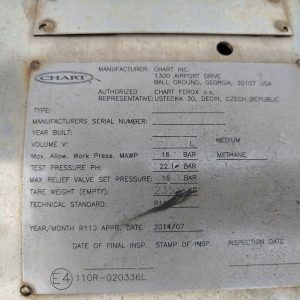 CHART
MANUFACTURER: CHART INC.
1300 AIRPORT DRIVE
BALL GROUND, GEORGIA, 30107 USA
AUTHORIZED CHART FEROX a.s,
REPRESENTATIVE: USTECKA 30, DECIN, CZECH REPUBLIC
TYPE:
MANUFACTURERS SERIAL NUMBER:
YEAR BUILT:
VOLUME V: L MEDIUM
Max. Allow. Work Press. MAWP 16 BAR METHANE
TEST PRESSURE PH: 22.1 BAR
MAX RELIEF VALVE SET PRESSURE: 16 BAR
TARE WEIGHT (EMPTY): 235
TECHNICAL STANDARD:
YEAR/MONTH R110 APPR. DATE 2014/07
DATE OF FINAL INSP. STAMP OF INSP. INSPECTION DATE
E4 110R-020336L